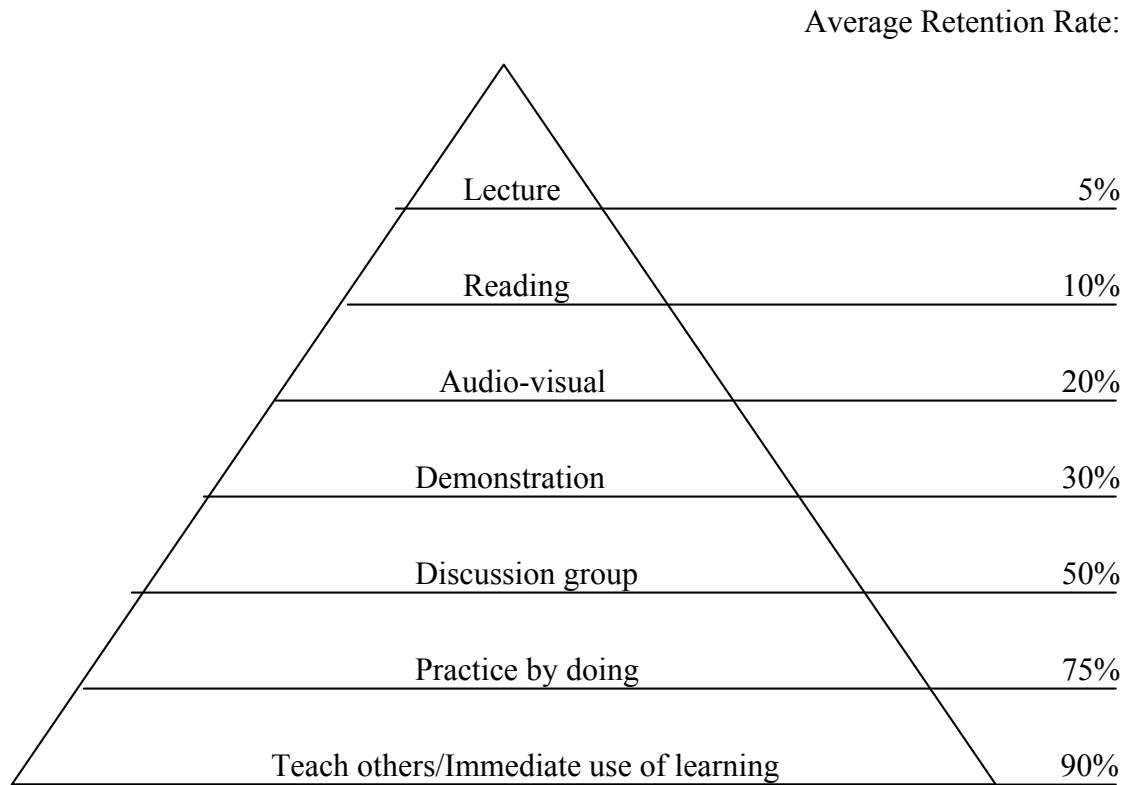 Average Retention Rate:
Lecture 5%
Reading 10%
Audio-visual 20%
Demonstration 30%
Discussion group 50%
Practice by doing 75%
Teach others/Immediate use of learning 90%